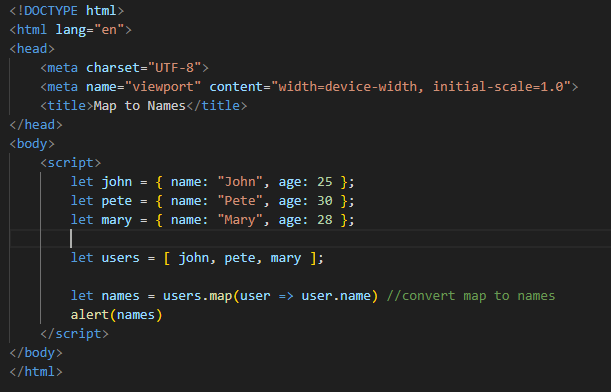 <!DOCTYPE html>
<html lang="en">
<head>
    <meta charset="UTF-8">
    <meta name="viewport" content="width=device-width, initial-scale=1.0">
    <title>Map to Names</title>
</head>
<body>
    <script>
        let john = { name: "John", age: 25 };
        let pete = { name: "Pete", age: 30 };
        let mary = { name: "Mary", age: 28 };

        let users = [ john, pete, mary ];

        let names = users.map(user => user.name) //convert map to names
        alert(names)
    </script>
</body>
</html>